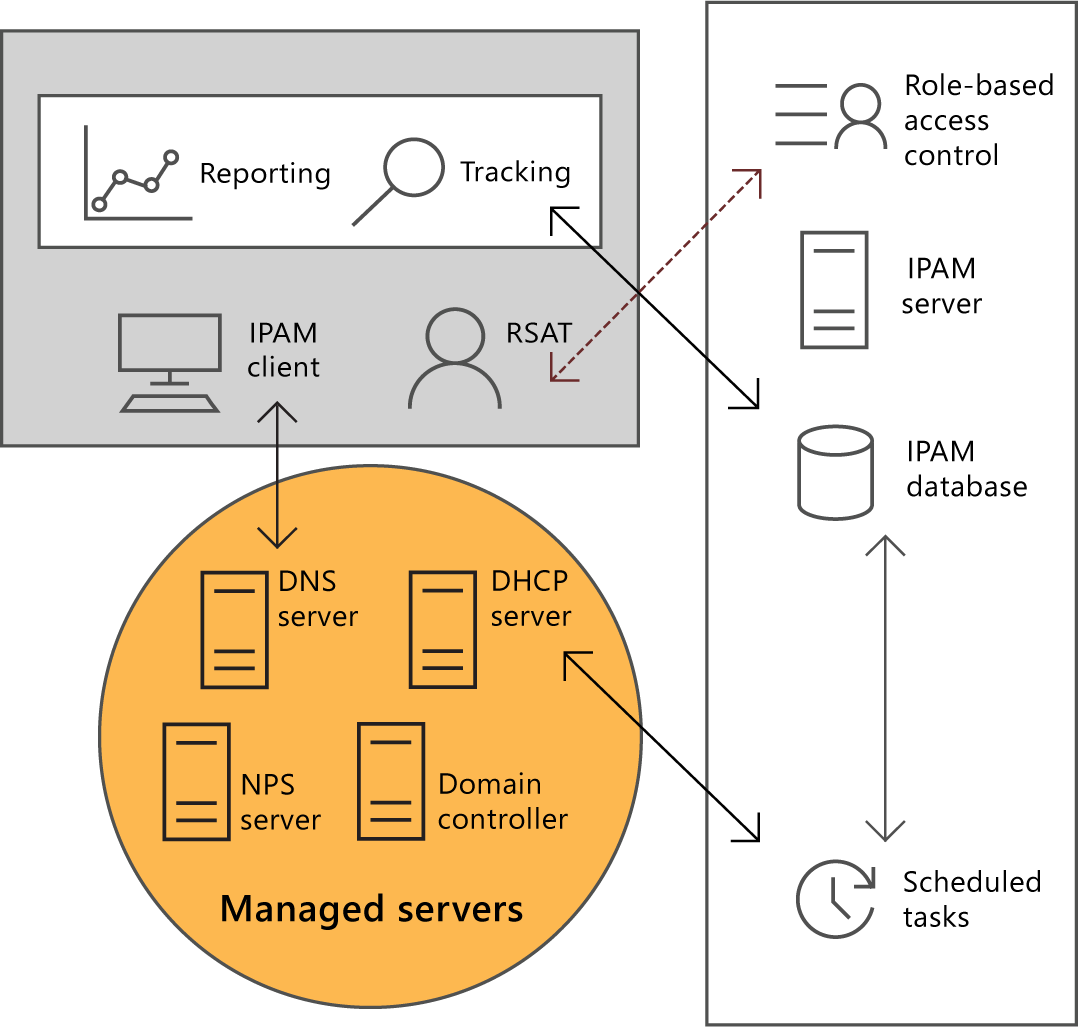 Reporting
Tracking
IPAM
client
RSAT
Role-based
access
control
IPAM
server
IPAM
database
Scheduled
tasks
DNS
server
DHCP
server
NPS
server
Domain
controller
Managed servers